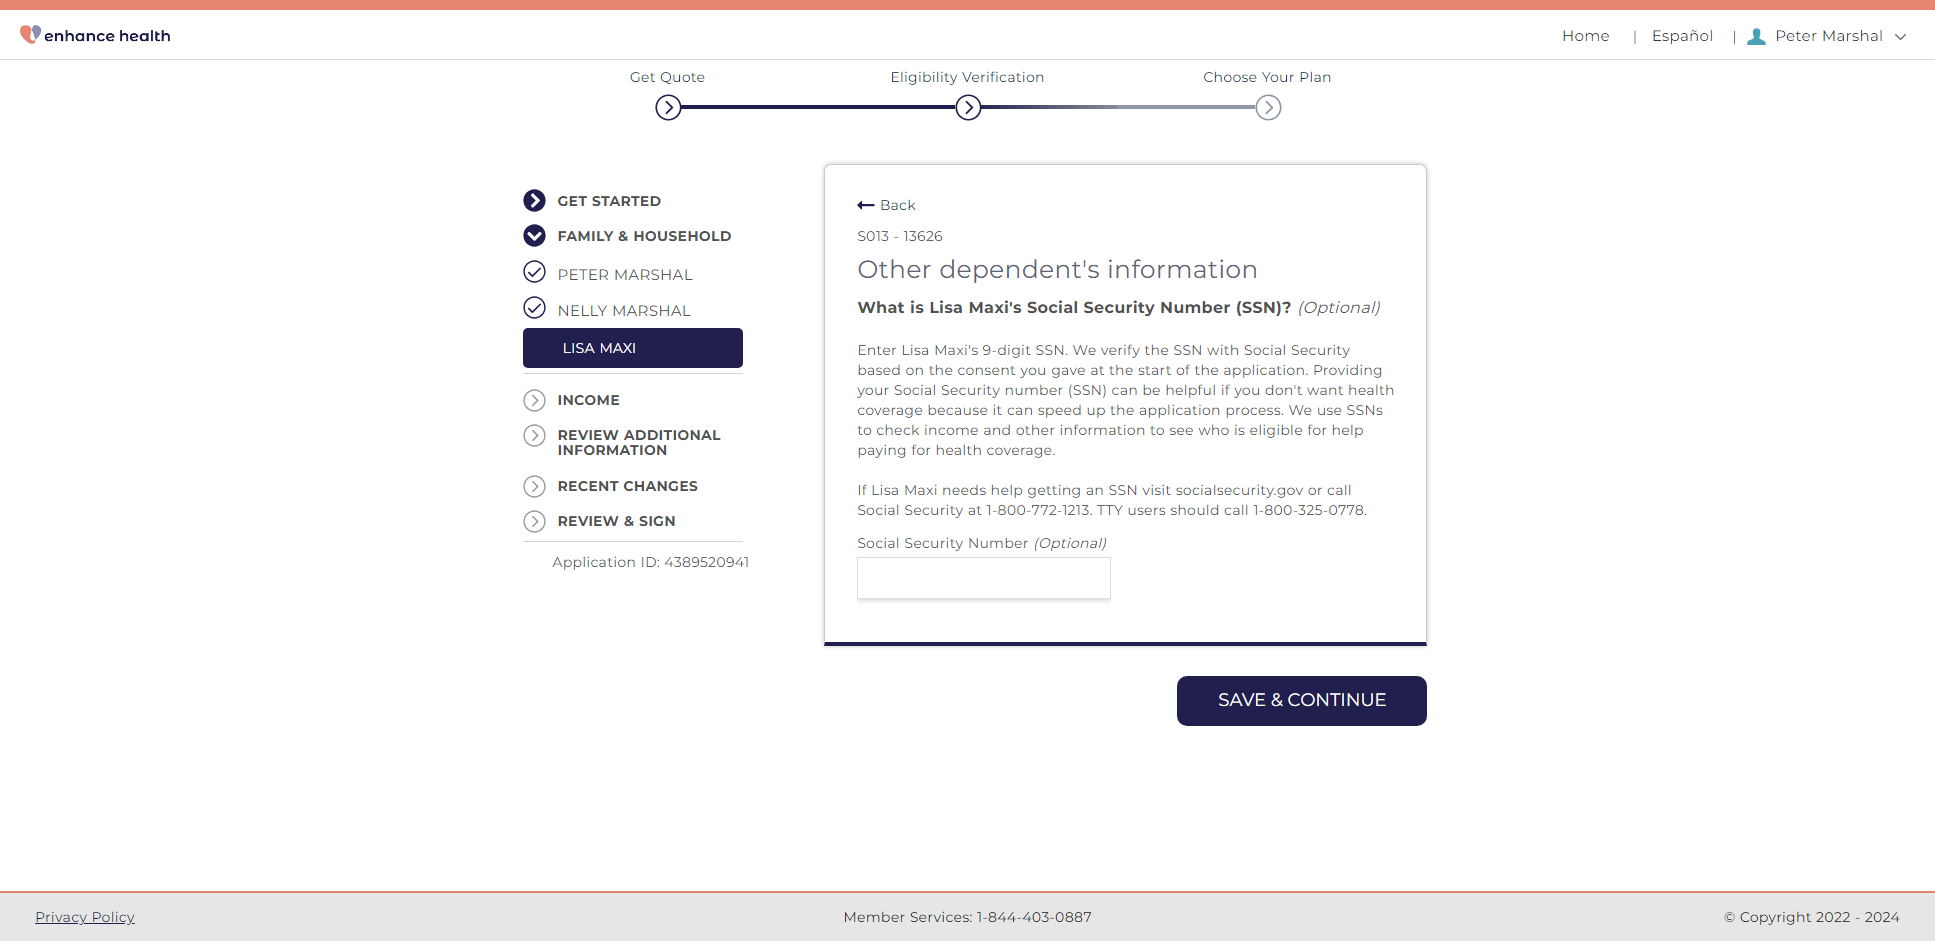 enhance health
Home | Español | Peter Marshal
Get Quote
Eligibility Verification
Choose Your Plan
GET STARTED
FAMILY & HOUSEHOLD
PETER MARSHAL
NELLY MARSHAL
LISA MAXI
INCOME
REVIEW ADDITIONAL
INFORMATION
RECENT CHANGES
REVIEW & SIGN
Application ID: 4389520941
Back
S013 - 13626
Other dependent's information
What is Lisa Maxi's Social Security Number (SSN)? (Optional)
Enter Lisa Maxi's 9-digit SSN. We verify the SSN with Social Security
based on the consent you gave at the start of the application. Providing
your Social Security number (SSN) can be helpful if you don't want health
coverage because it can speed up the application process. We use SSNs
to check income and other information to see who is eligible for help
paying for health coverage.
If Lisa Maxi needs help getting an SSN visit socialsecurity.gov or call
Social Security at 1-800-772-1213. TTY users should call 1-800-325-0778.
Social Security Number (Optional)
SAVE & CONTINUE
Privacy Policy
Member Services: 1-844-403-0887
© Copyright 2022 - 2024